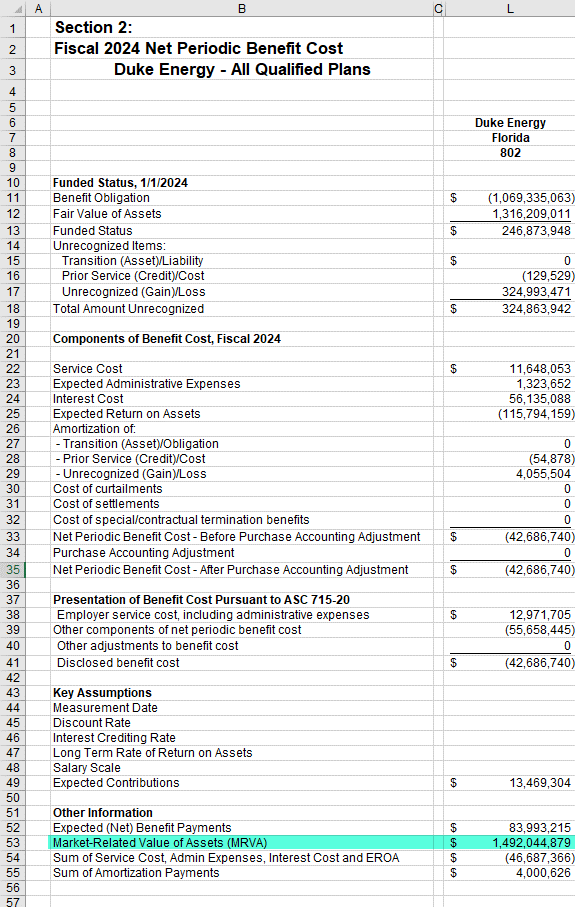 A B C L
1 Section 2:
2 Fiscal 2024 Net Periodic Benefit Cost
3 Duke Energy - All Qualified Plans
4
5
6 Duke Energy
7 Florida
8 802
9
10 Funded Status, 1/1/2024
11 Benefit Obligation $ (1,069,335,063)
12 Fair Value of Assets 1,316,209,011
13 Funded Status $ 246,873,948
14 Unrecognized Items:
15 Transition (Asset)/Liability $ 0
16 Prior Service (Credit)/Cost (129,529)
17 Unrecognized (Gain)/Loss 324,993,471
18 Total Amount Unrecognized $ 324,863,942
19
20 Components of Benefit Cost, Fiscal 2024
21
22 Service Cost $ 11,648,053
23 Expected Administrative Expenses 1,323,652
24 Interest Cost 56,135,088
25 Expected Return on Assets (115,794,159)
26 Amortization of:
27 - Transition (Asset)/Obligation 0
28 - Prior Service (Credit)/Cost (54,878)
29 - Unrecognized (Gain)/Loss 4,055,504
30 Cost of curtailments 0
31 Cost of settlements 0
32 Cost of special/contractual termination benefits 0
33 Net Periodic Benefit Cost - Before Purchase Accounting Adjustment $ (42,686,740)
34 Purchase Accounting Adjustment 0
35 Net Periodic Benefit Cost - After Purchase Accounting Adjustment $ (42,686,740)
36
37 Presentation of Benefit Cost Pursuant to ASC 715-20
38 Employer service cost, including administrative expenses $ 12,971,705
39 Other components of net periodic benefit cost (55,658,445)
40 Other adjustments to benefit cost 0
41 Disclosed benefit cost $ (42,686,740)
42
43 Key Assumptions
44 Measurement Date
45 Discount Rate
46 Interest Crediting Rate
47 Long Term Rate of Return on Assets
48 Salary Scale
49 Expected Contributions $ 13,469,304
50
51 Other Information
52 Expected (Net) Benefit Payments $ 83,993,215
53 Market-Related Value of Assets (MRVA) $ 1,492,044,879
54 Sum of Service Cost, Admin Expenses, Interest Cost and EROA $ (46,687,366)
55 Sum of Amortization Payments $ 4,000,626
56
57